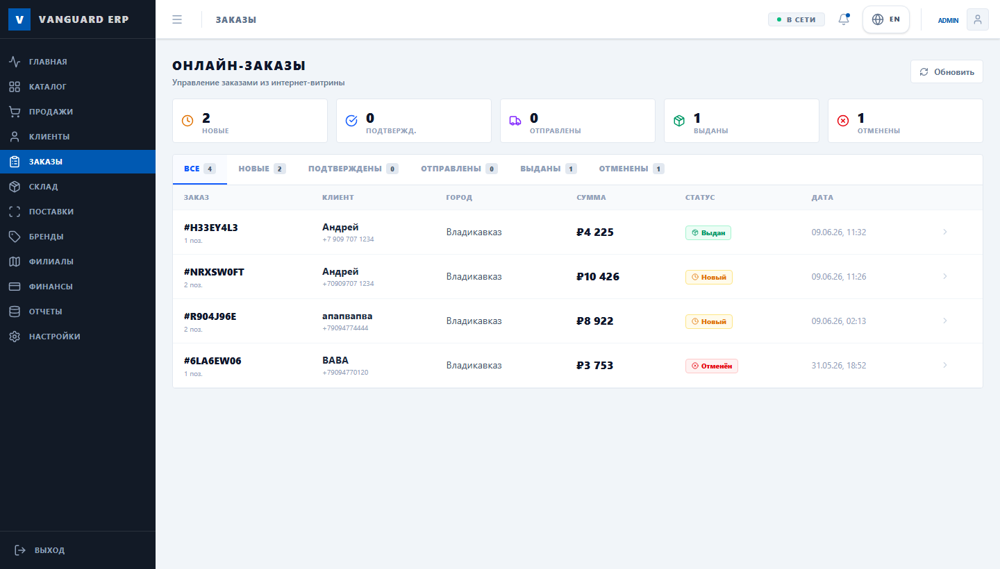 V VANGUARD ERP
ЗАКАЗЫ
В СЕТИ
EN
ADMIN
ГЛАВНАЯ
КАТАЛОГ
ПРОДАЖИ
КЛИЕНТЫ
ЗАКАЗЫ
СКЛАД
ПОСТАВКИ
БРЕНДЫ
ФИЛИАЛЫ
ФИНАНСЫ
ОТЧЕТЫ
НАСТРОЙКИ
ВЫХОД
ОНЛАЙН-ЗАКАЗЫ
Управление заказами из интернет-витрины
Обновить
2
НОВЫЕ
0
ПОДТВЕРЖД.
0
ОТПРАВЛЕНЫ
1
ВЫДАНЫ
1
ОТМЕНЕНЫ
ВСЕ 4 НОВЫЕ 2 ПОДТВЕРЖДЕНЫ 0 ОТПРАВЛЕНЫ 0 ВЫДАНЫ 1 ОТМЕНЕНЫ 1
ЗАКАЗ КЛИЕНТ ГОРОД СУММА СТАТУС ДАТА
#H33EY4L3 Андрей Владикавказ ₽4 225 Выдан 09.06.26, 11:32
1 поз. +7 909 707 1234
#NRXSW0FT Андрей Владикавказ ₽10 426 Новый 09.06.26, 11:26
2 поз. +70909707 1234
#R904J96E апапвапва Владикавказ ₽8 922 Новый 09.06.26, 02:13
2 поз. +79094774444
#6LA6EW06 ВАВА Владикавказ ₽3 753 Отменён 31.05.26, 18:52
1 поз. +79094770120